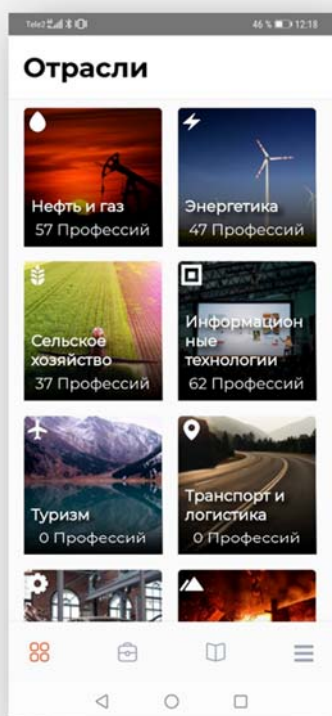 Tele2
46 % 12:18
Отрасли
Нефть и газ
57 Профессий
Энергетика
47 Профессий
Сельское
хозяйство
37 Профессий
Информацион
ные
технологии
62 Профессий
Туризм
0 Профессий
Транспорт и
логистика
0 Профессий